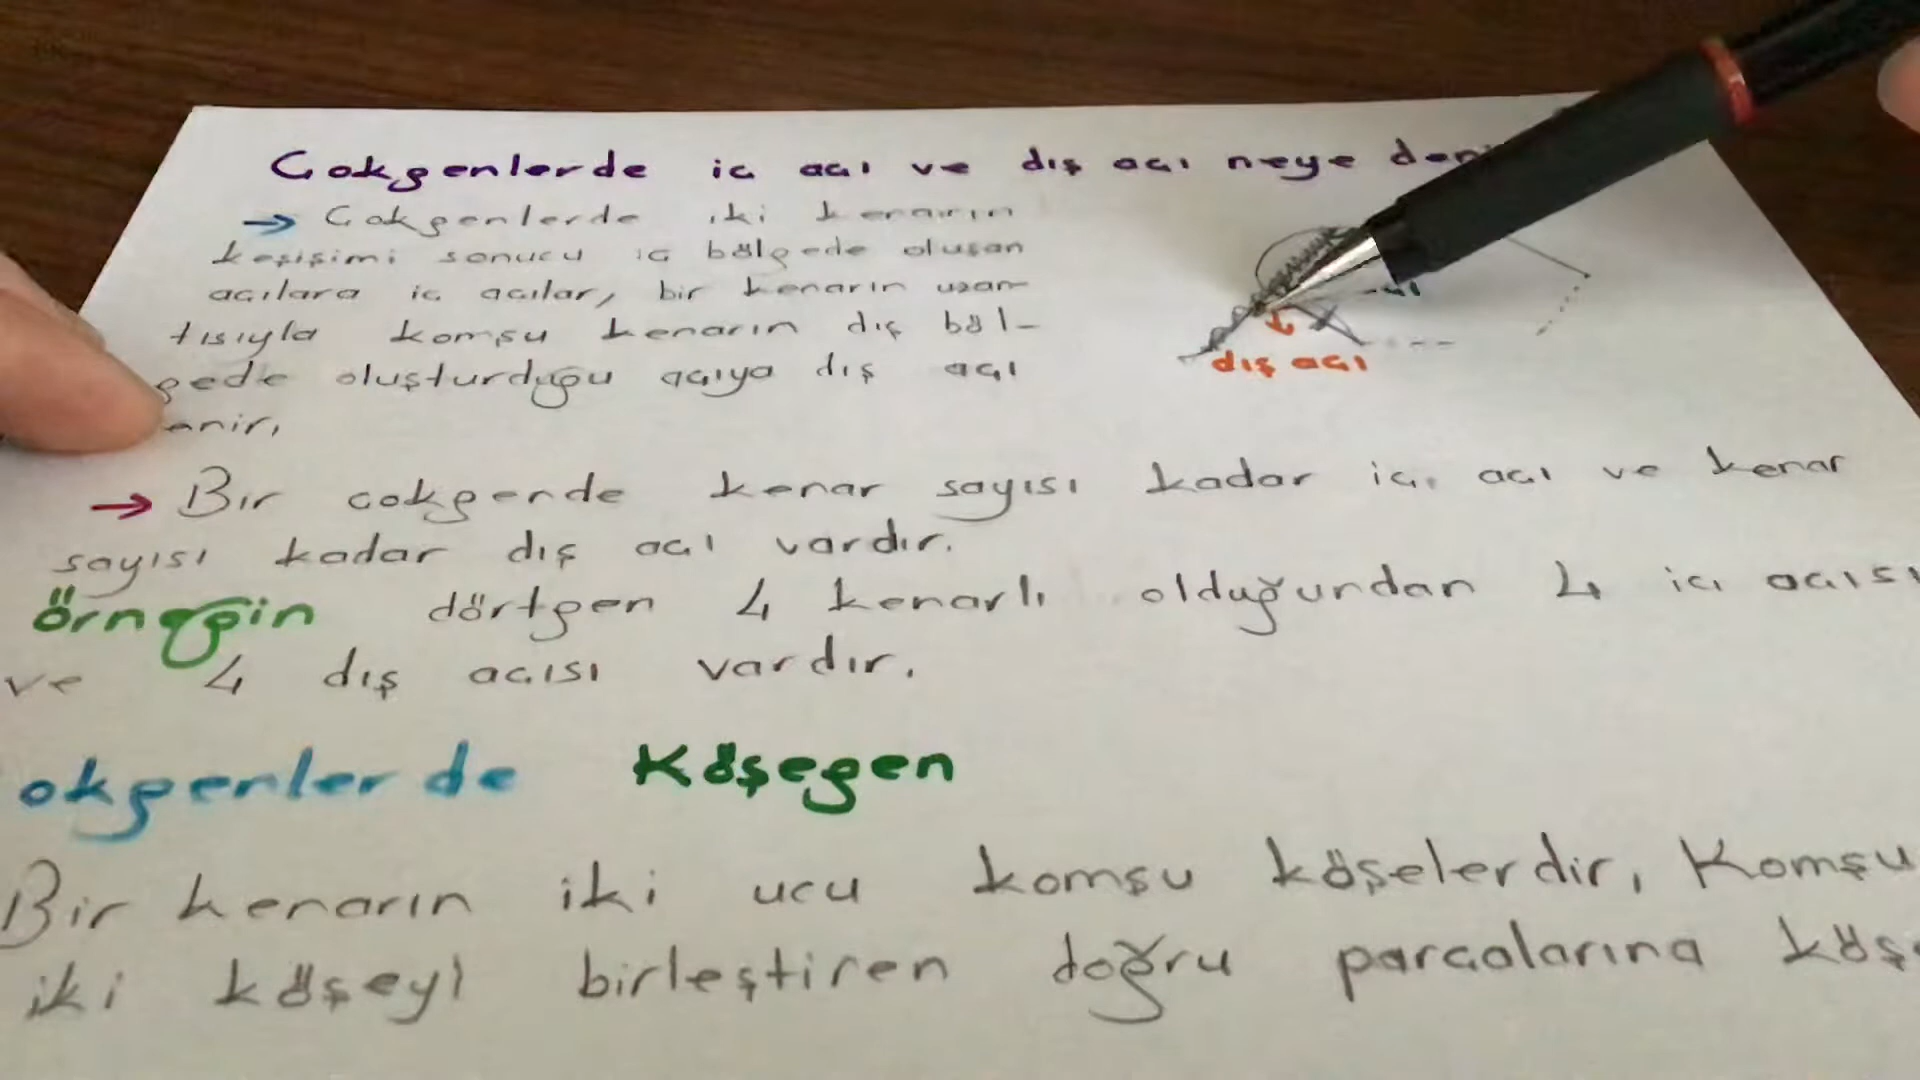 Çokgenlerde iç açı ve dış açı neye
→ Çokgenlerde iki kenarın
kesişimi sonucu iç bölgede oluşan
açılara iç açılar, bir kenarın uzan-
tısıyla komşu kenarın dış böl-
gede oluşturduğu açıya dış açı
dış açı
→ Bir çokgende kenar sayısı kadar iç açı ve kenar
sayısı kadar dış açı vardır.
Örneğin dörtgen 4 kenarlı olduğundan 4 iç açısı
ve 4 dış açısı vardır.
okgenlerde Köşegen
Bir kenarın iki ucu komşu köşelerdir, Komşu
iki köşeyi birleştiren doğru parçalarına